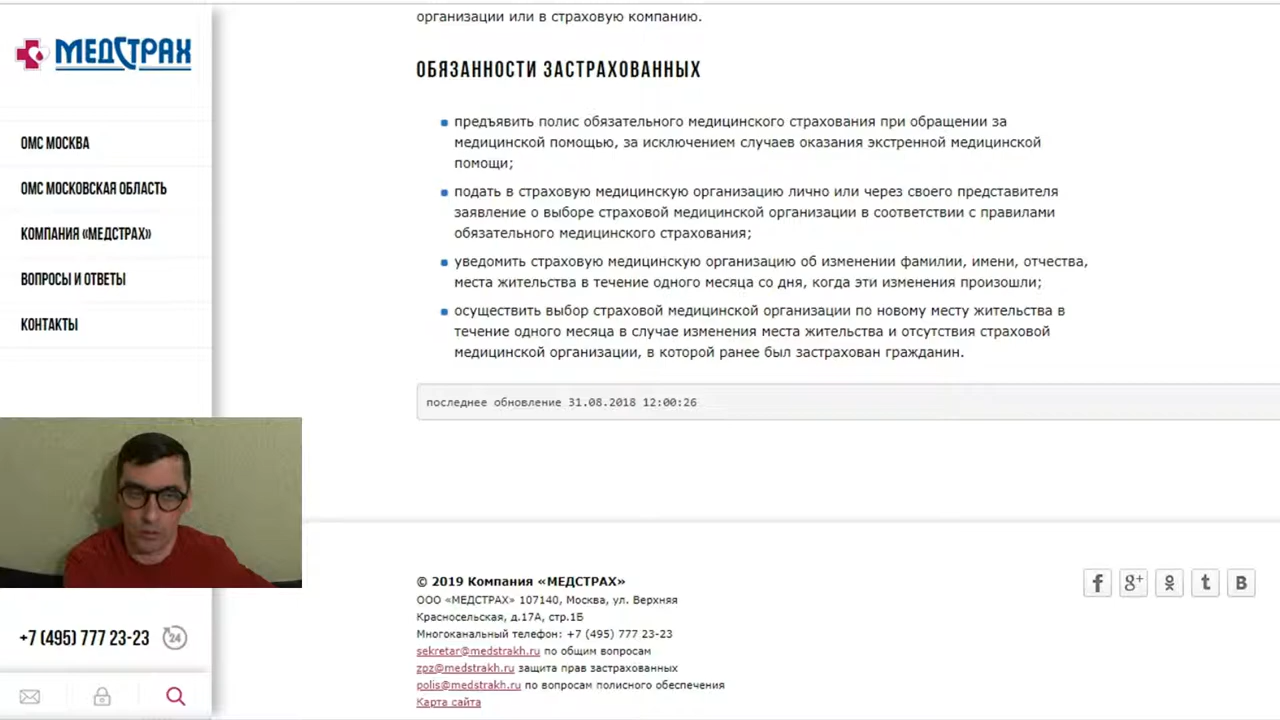 МЕДСТРАХ
ОМС МОСКВА
ОМС МОСКОВСКАЯ ОБЛАСТЬ
КОМПАНИЯ «МЕДСТРАХ»
ВОПРОСЫ И ОТВЕТЫ
КОНТАКТЫ
+7 (495) 777 23-23
24
организации или в страховую компанию.
ОБЯЗАННОСТИ ЗАСТРАХОВАННЫХ
предъявить полис обязательного медицинского страхования при обращении за
медицинской помощью, за исключением случаев оказания экстренной медицинской
помощи;
подать в страховую медицинскую организацию лично или через своего представителя
заявление о выборе страховой медицинской организации в соответствии с правилами
обязательного медицинского страхования;
уведомить страховую медицинскую организацию об изменении фамилии, имени, отчества,
места жительства в течение одного месяца со дня, когда эти изменения произошли;
осуществить выбор страховой медицинской организации по новому месту жительства в
течение одного месяца в случае изменения места жительства и отсутствия страховой
медицинской организации, в которой ранее был застрахован гражданин.
последнее обновление 31.08.2018 12:00:26
© 2019 Компания «МЕДСТРАХ»
ООО «МЕДСТРАХ» 107140, Москва, ул. Верхняя
Красносельская, д.17А, стр.1Б
Многоканальный телефон: +7 (495) 777 23-23
sekretar@medstrakh.ru по общим вопросам
zpz@medstrakh.ru защита прав застрахованных
polis@medstrakh.ru по вопросам полисного обеспечения
Карта сайта
f g+ t B